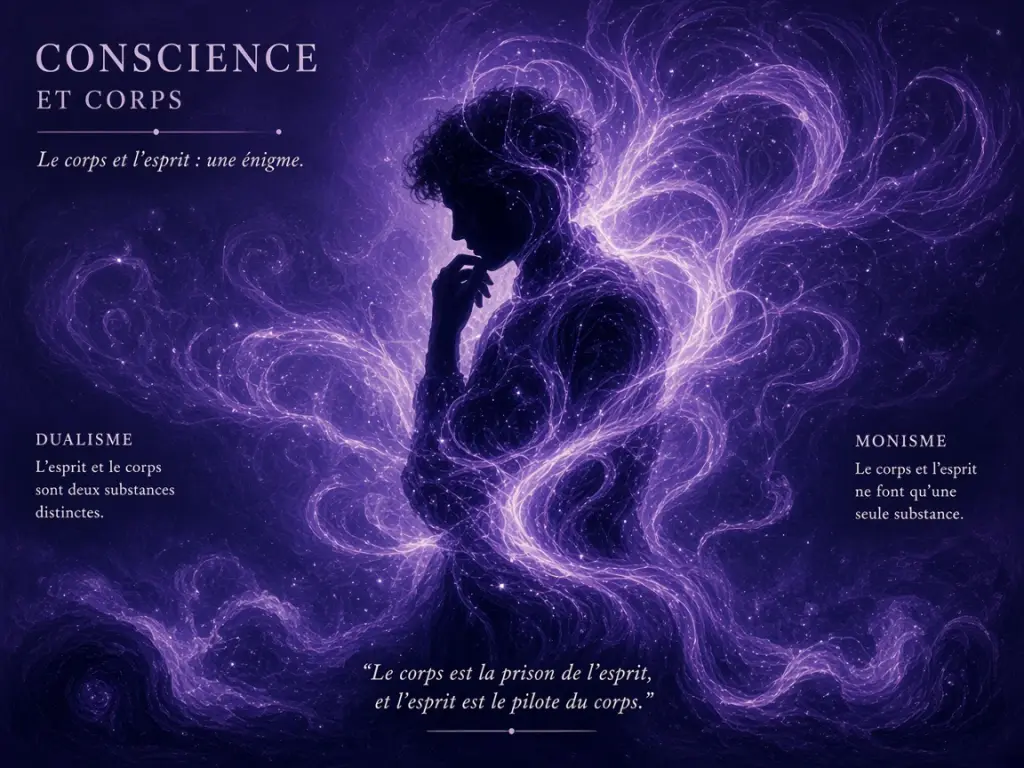 CONSCIENCE
ET CORPS
Le corps et l’esprit : une énigme.
DUALISME
L’esprit et le corps
sont deux substances
distinctes.
MONISME
Le corps et l’esprit
ne font qu’une
seule substance.
“Le corps est la prison de l’esprit,
et l’esprit est le pilote du corps.”